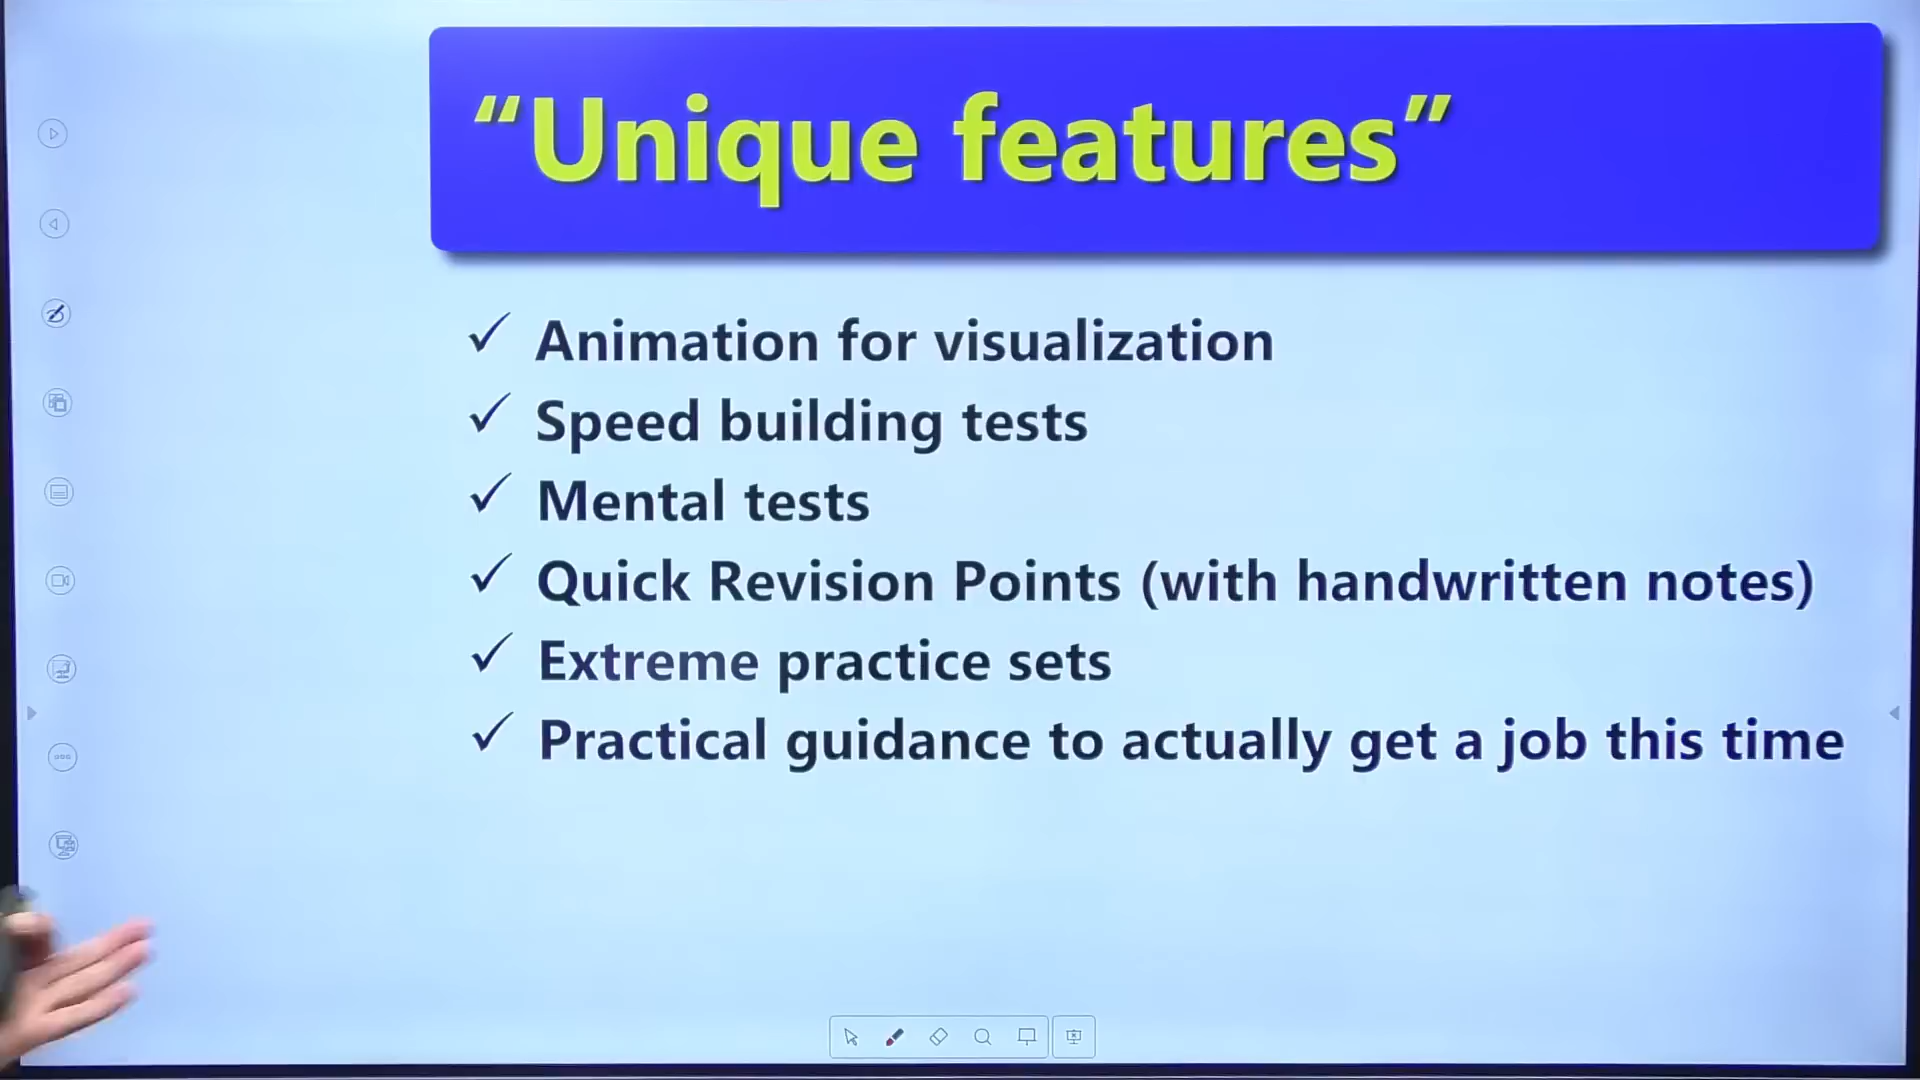 “Unique features”
✓ Animation for visualization
✓ Speed building tests
✓ Mental tests
✓ Quick Revision Points (with handwritten notes)
✓ Extreme practice sets
✓ Practical guidance to actually get a job this time